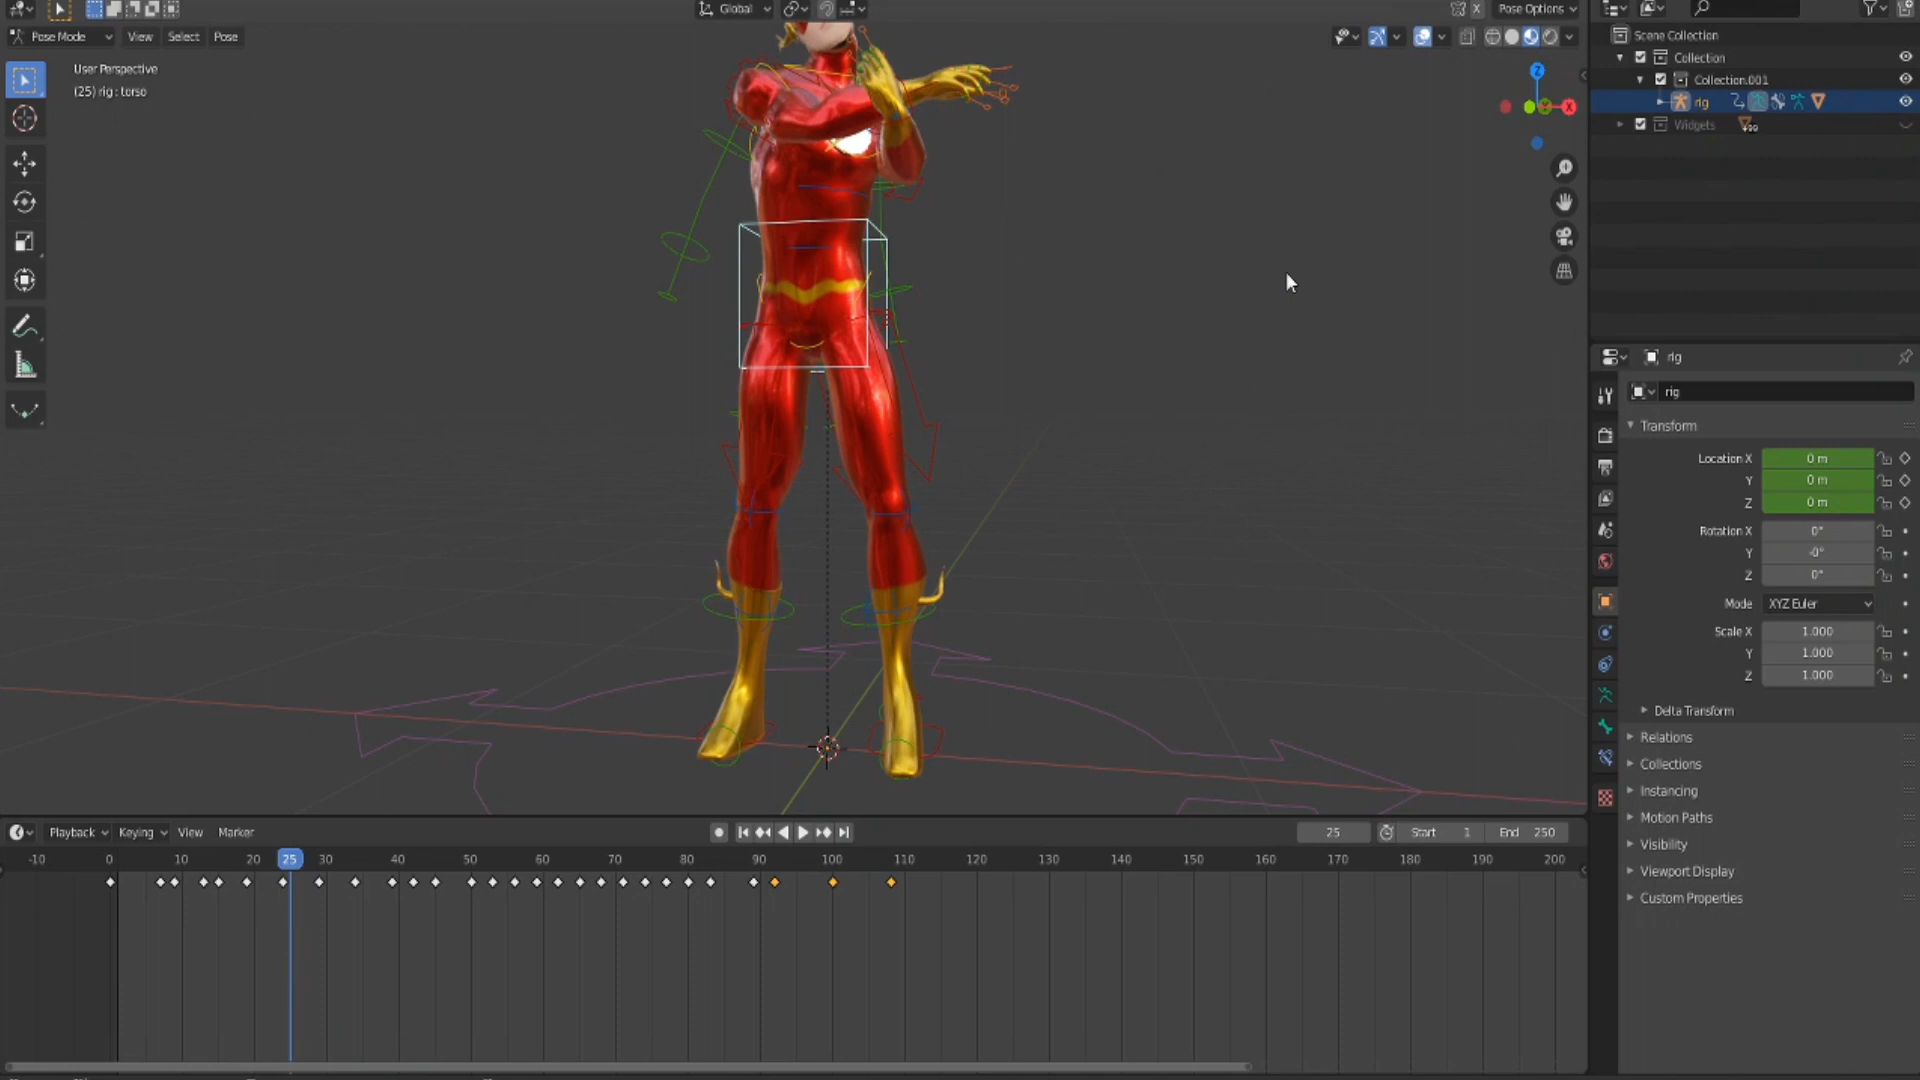 Global
Pose Options
Pose Mode
View
Select
Pose
User Perspective
(25) rig : torso
Z
X
Scene Collection
Collection
Collection.001
rig
Widgets
99
rig
rig
Transform
Location X 0 m
Y 0 m
Z 0 m
Rotation X 0°
Y -0°
Z 0°
Mode XYZ Euler
Scale X 1.000
Y 1.000
Z 1.000
Delta Transform
Relations
Collections
Instancing
Motion Paths
Visibility
Viewport Display
Custom Properties
Playback Keying View Marker
25 Start 1 End 250
-10 0 10 20 25 30 40 50 60 70 80 90 100 110 120 130 140 150 160 170 180 190 200